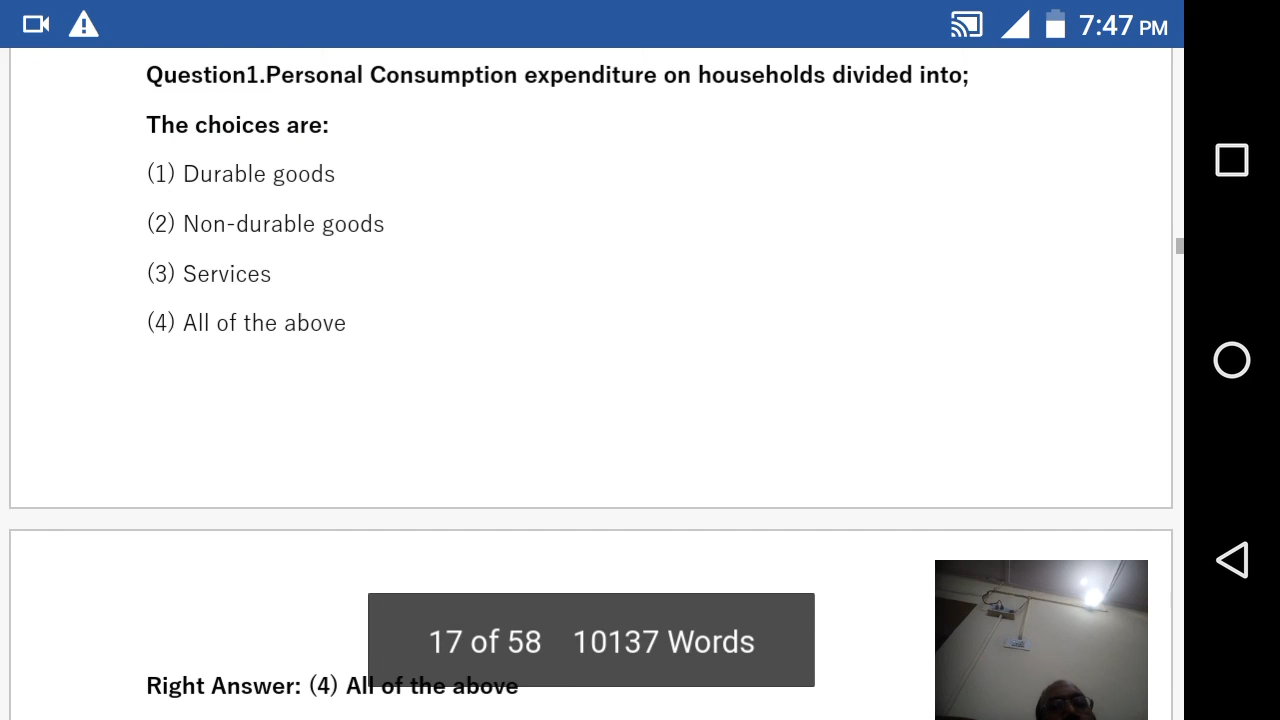 7:47 PM
Question1.Personal Consumption expenditure on households divided into;
The choices are:
(1) Durable goods
(2) Non-durable goods
(3) Services
(4) All of the above
17 of 58 10137 Words
Right Answer: (4) All of the above